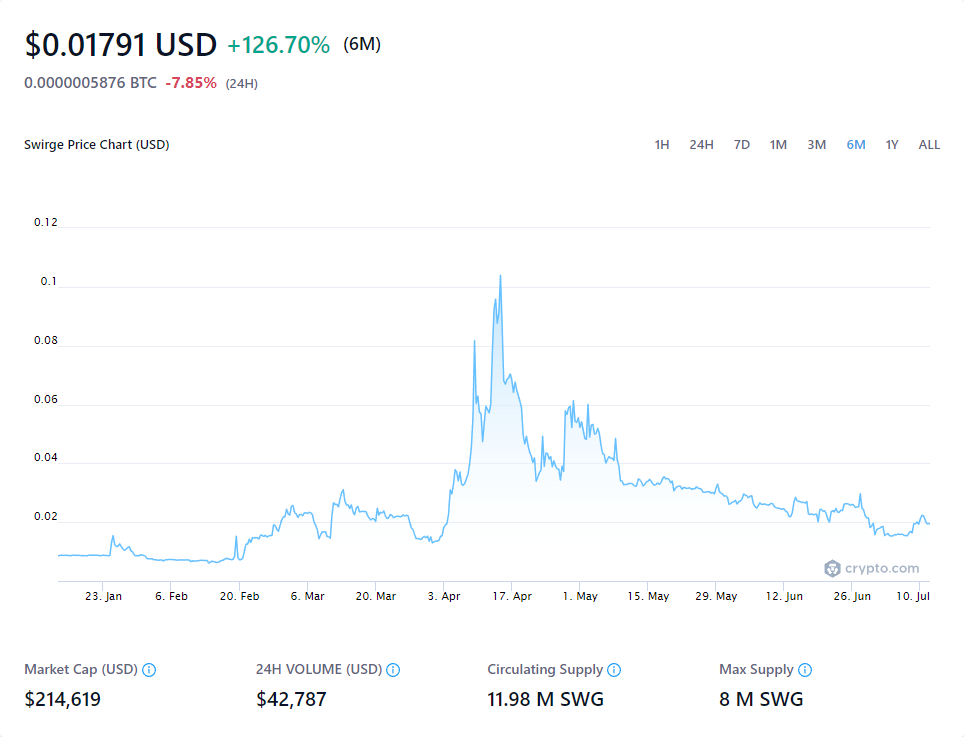 $0.01791 USD +126.70% (6M)
0.0000005876 BTC -7.85% (24H)
Swirge Price Chart (USD) 1H 24H 7D 1M 3M 6M 1Y ALL
0.12
0.1
0.08
0.06
0.04
0.02
crypto.com
23. Jan 6. Feb 20. Feb 6. Mar 20. Mar 3. Apr 17. Apr 1. May 15. May 29. May 12. Jun 26. Jun 10. Jul
Market Cap (USD) 24H VOLUME (USD) Circulating Supply Max Supply
$214,619 $42,787 11.98 M SWG 8 M SWG